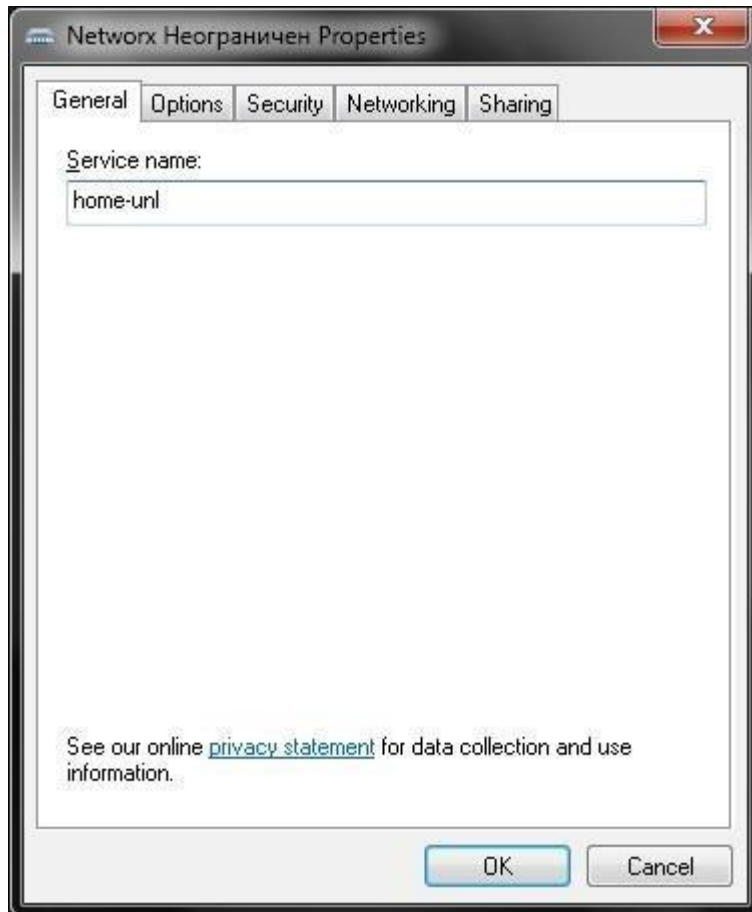 Networx Неограничен Properties
General Options Security Networking Sharing
Service name:
home-unl
See our online privacy statement for data collection and use
information.
OK Cancel